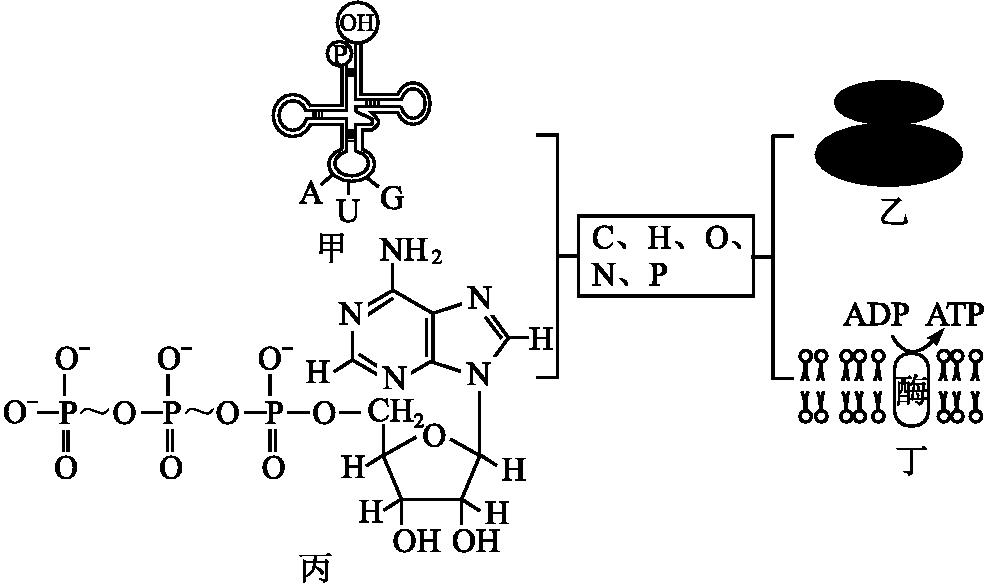 OH
P
A U G
甲
C、H、O、
N、P
乙
NH₂
N N
H N N H
ADP ATP
酶
丁
O⁻ O⁻ O⁻
O⁻–P~O–P~O–P–O–CH₂
O O O
O
H H
H H
OH OH
丙